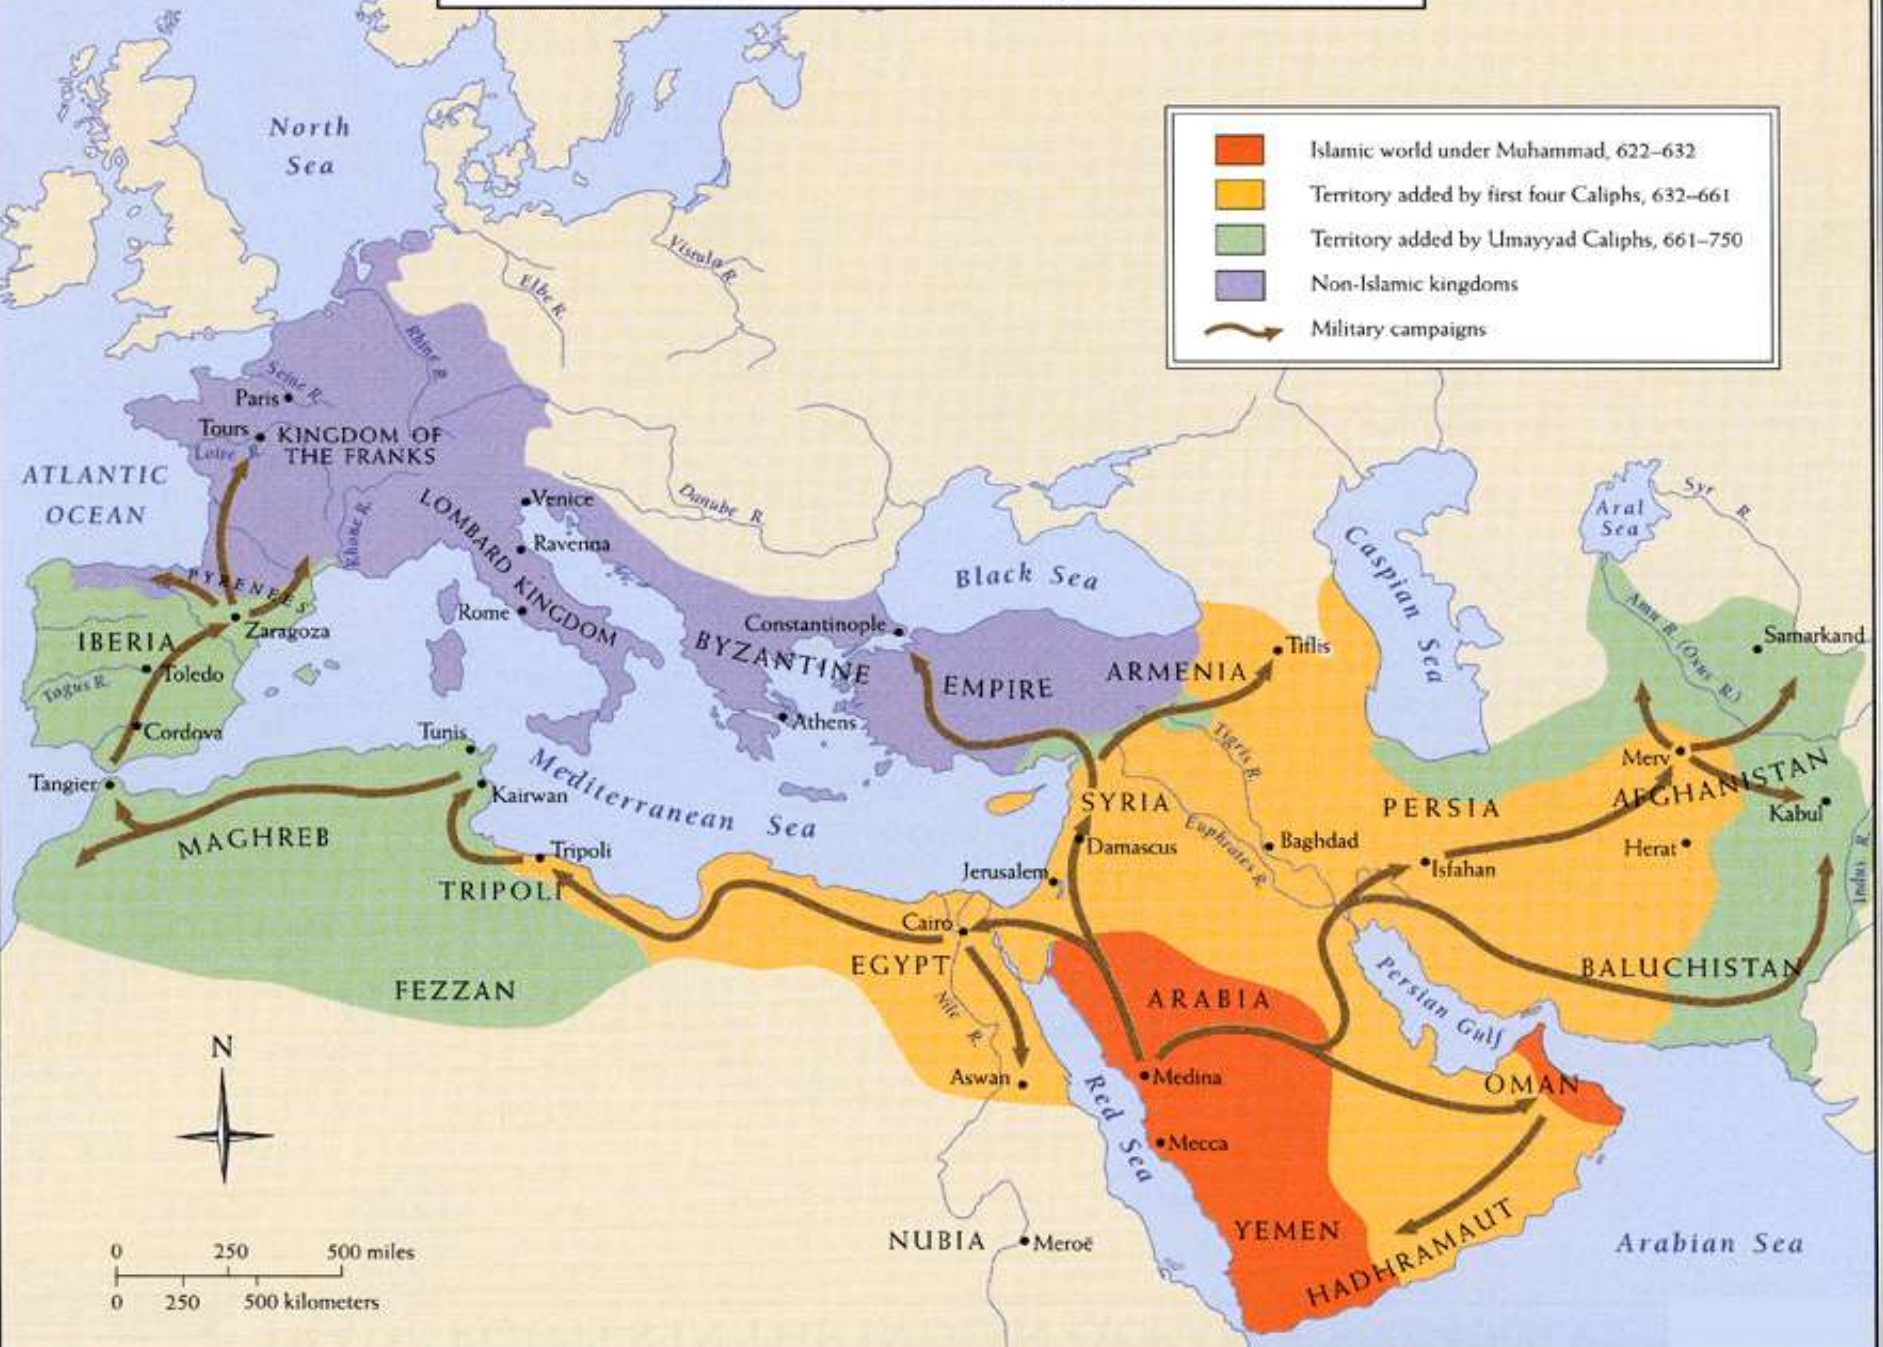 North
Sea
Islamic world under Muhammad, 622–632
Territory added by first four Caliphs, 632–661
Territory added by Umayyad Caliphs, 661–750
Non-Islamic kingdoms
Military campaigns
Vistula R.
Elbe R.
Rhine R.
Seine R.
Paris
Tours
KINGDOM OF
THE FRANKS
Loire R.
ATLANTIC
OCEAN
Rhone R.
LOMBARD KINGDOM
Venice
Ravenna
Danube R.
Rome
Black Sea
Caspian Sea
Aral
Sea
Syr R.
Amu R. (Oxus R.)
Samarkand
PYRENEES
Zaragoza
IBERIA
Toledo
Tagus R.
Cordova
Constantinople
BYZANTINE
EMPIRE
ARMENIA
Tiflis
Athens
Tunis
Tangier
Kairwan
Mediterranean Sea
MAGHREB
Tigris R.
SYRIA
Damascus
Euphrates R.
Baghdad
PERSIA
Merv
AFGHANISTAN
Kabul
Herat
Isfahan
Indus R.
Tripoli
TRIPOLI
Jerusalem
Cairo
EGYPT
FEZZAN
Nile R.
ARABIA
Persian Gulf
BALUCHISTAN
N
Aswan
Red Sea
Medina
OMAN
Mecca
NUBIA
Meroë
YEMEN
HADHRAMAUT
Arabian Sea
0 250 500 miles
0 250 500 kilometers